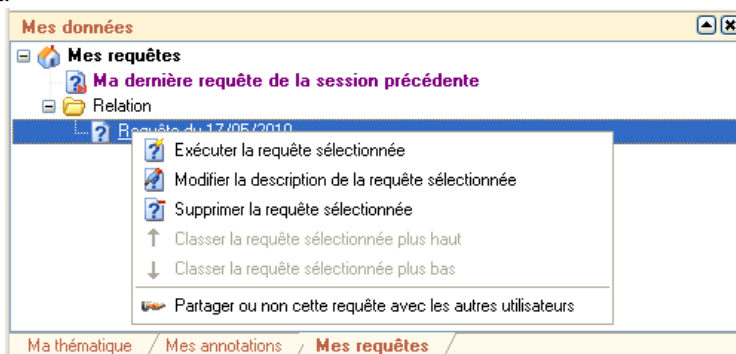 Mes données
Mes requêtes
Ma dernière requête de la session précédente
Relation
Requête du 17/05/2010
Exécuter la requête sélectionnée
Modifier la description de la requête sélectionnée
Supprimer la requête sélectionnée
Classer la requête sélectionnée plus haut
Classer la requête sélectionnée plus bas
Partager ou non cette requête avec les autres utilisateurs
Ma thématique / Mes annotations / Mes requêtes /